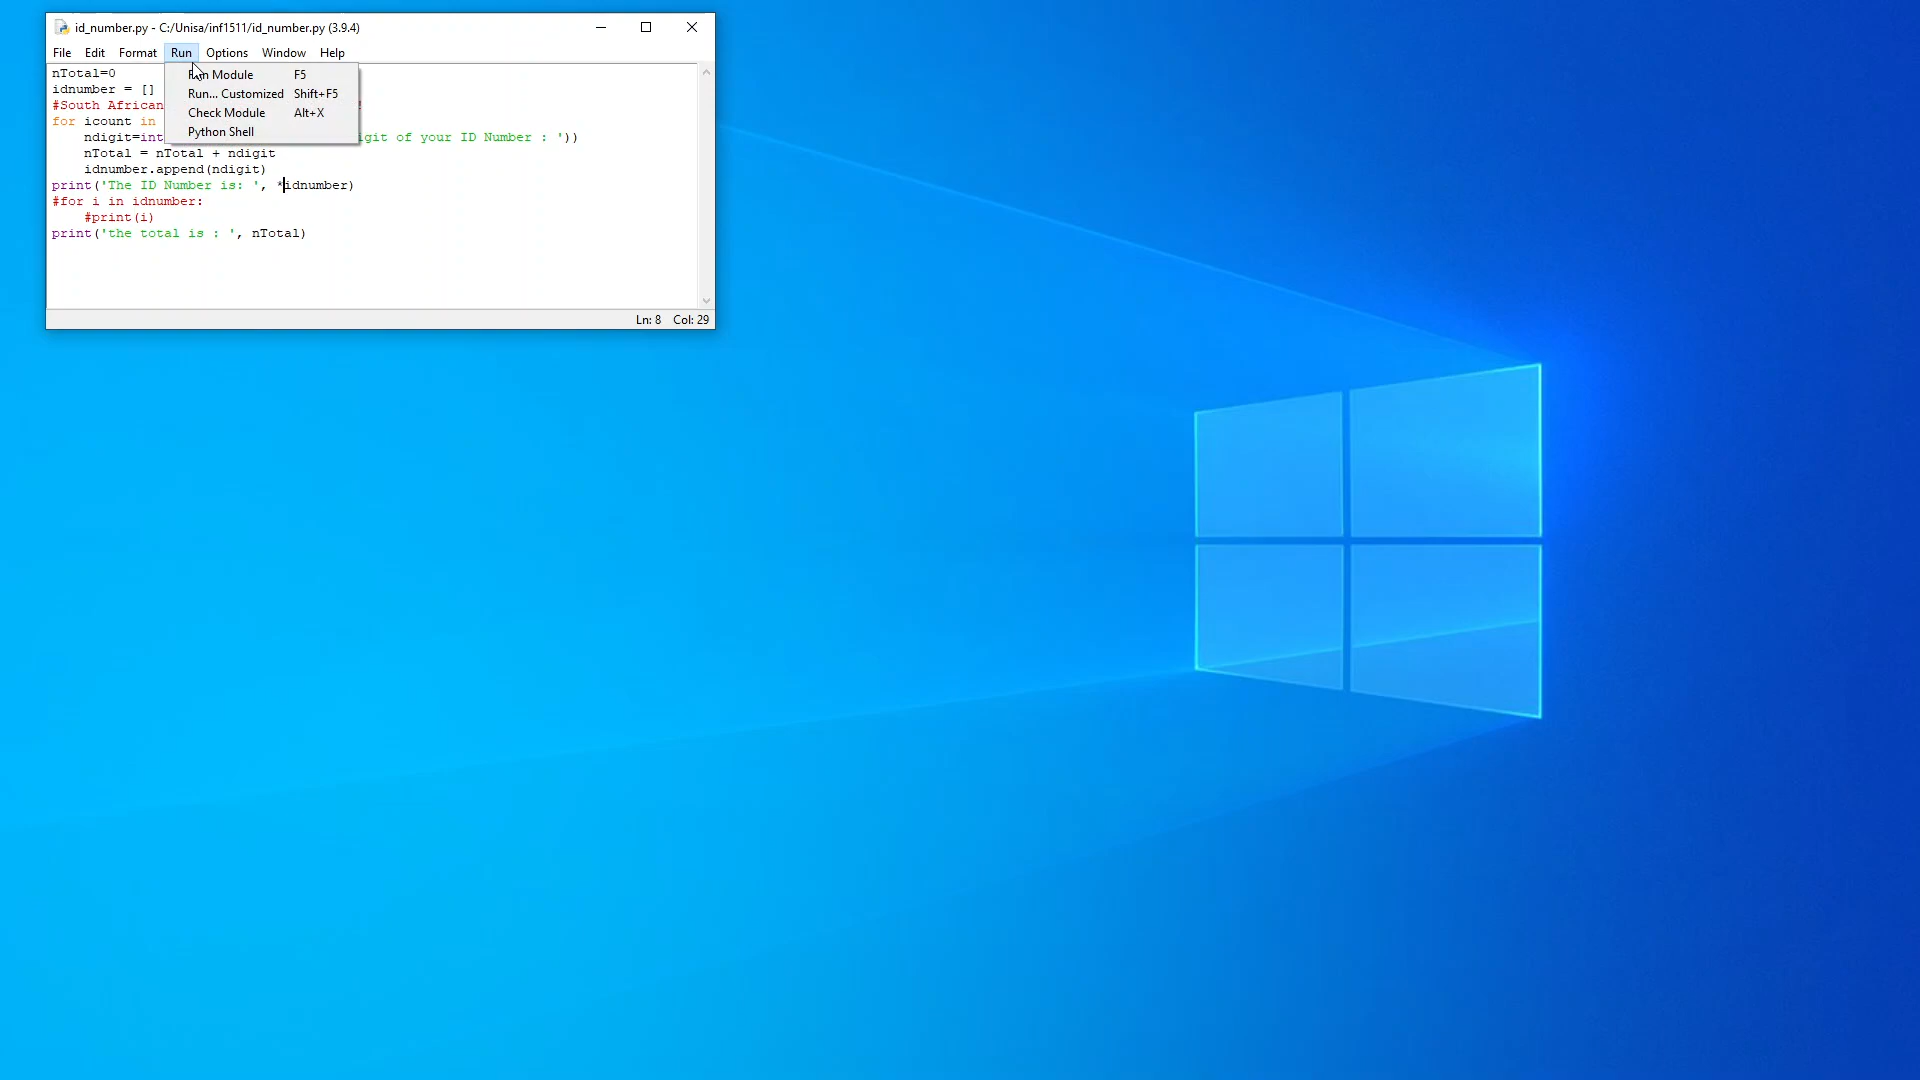 id_number.py - C:/Unisa/inf1511/id_number.py (3.9.4)
File Edit Format Run Options Window Help
nTotal=0
idnumber = []
#South African
for icount in
ndigit=int igit of your ID Number : '))
nTotal = nTotal + ndigit
idnumber.append(ndigit)
print('The ID Number is: ', *idnumber)
#for i in idnumber:
#print(i)
print('the total is : ', nTotal)
Run Module F5
Run... Customized Shift+F5
Check Module Alt+X
Python Shell
Ln: 8 Col: 29